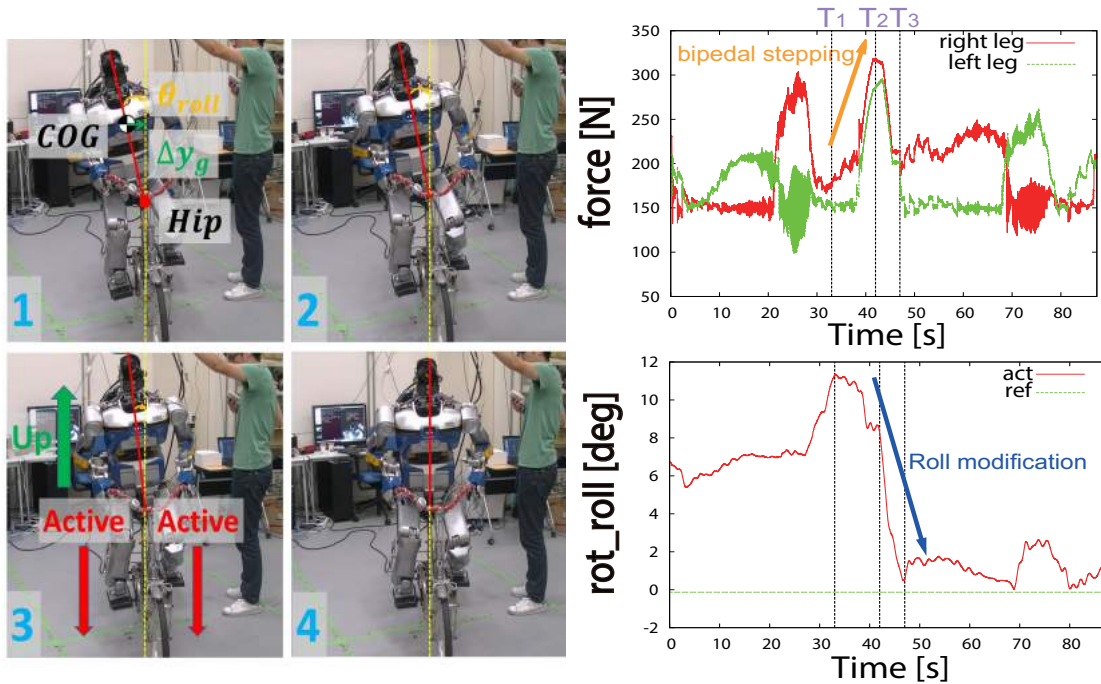 θroll
COG
Δyg
Hip
1
2
Up
Active
Active
3
4
T1 T2 T3
350
300
250
200
150
100
50
force [N]
bipedal stepping
right leg
left leg
0 10 20 30 40 50 60 70 80
Time [s]
12
10
8
6
4
2
0
-2
rot_roll [deg]
act
ref
Roll modification
0 10 20 30 40 50 60 70 80
Time [s]